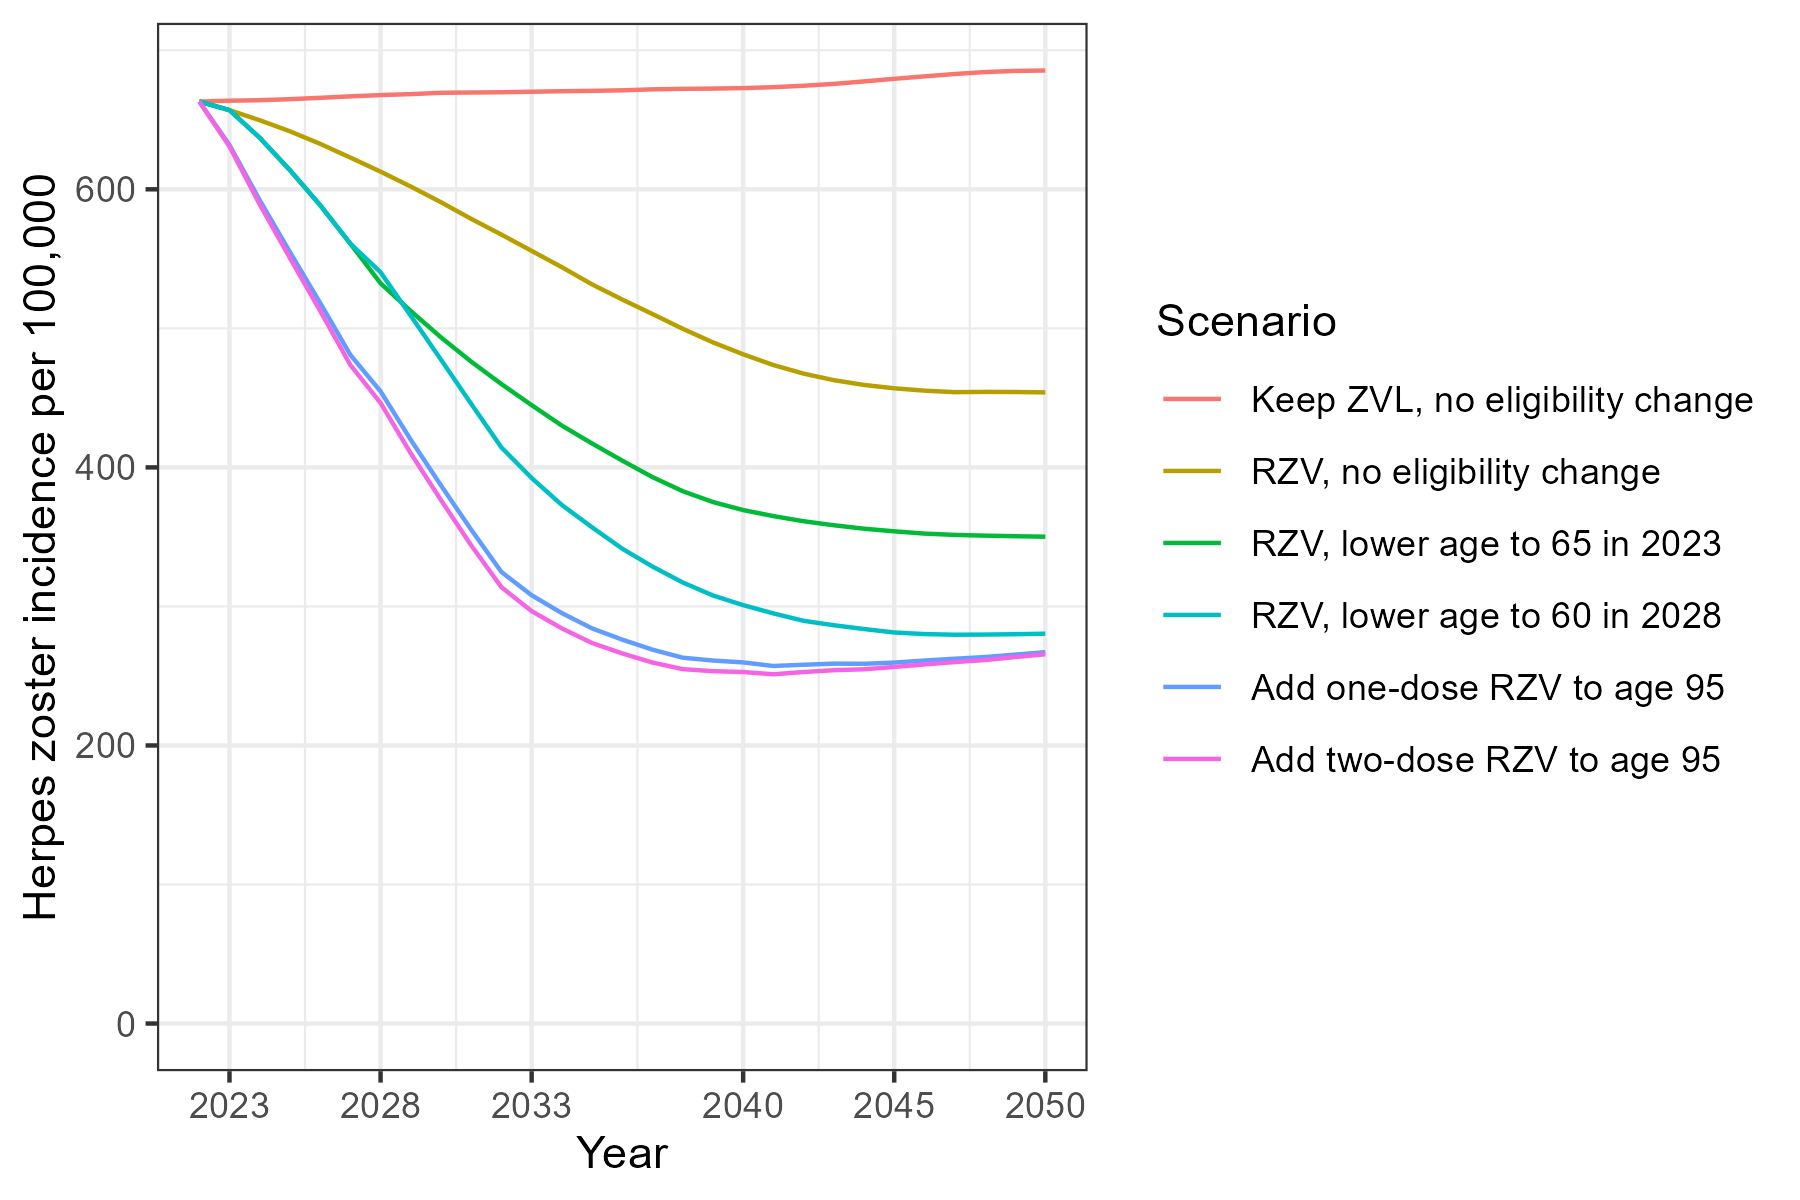 Herpes zoster incidence per 100,000
600
400
200
0
2023 2028 2033 2040 2045 2050
Year
Scenario
Keep ZVL, no eligibility change
RZV, no eligibility change
RZV, lower age to 65 in 2023
RZV, lower age to 60 in 2028
Add one-dose RZV to age 95
Add two-dose RZV to age 95